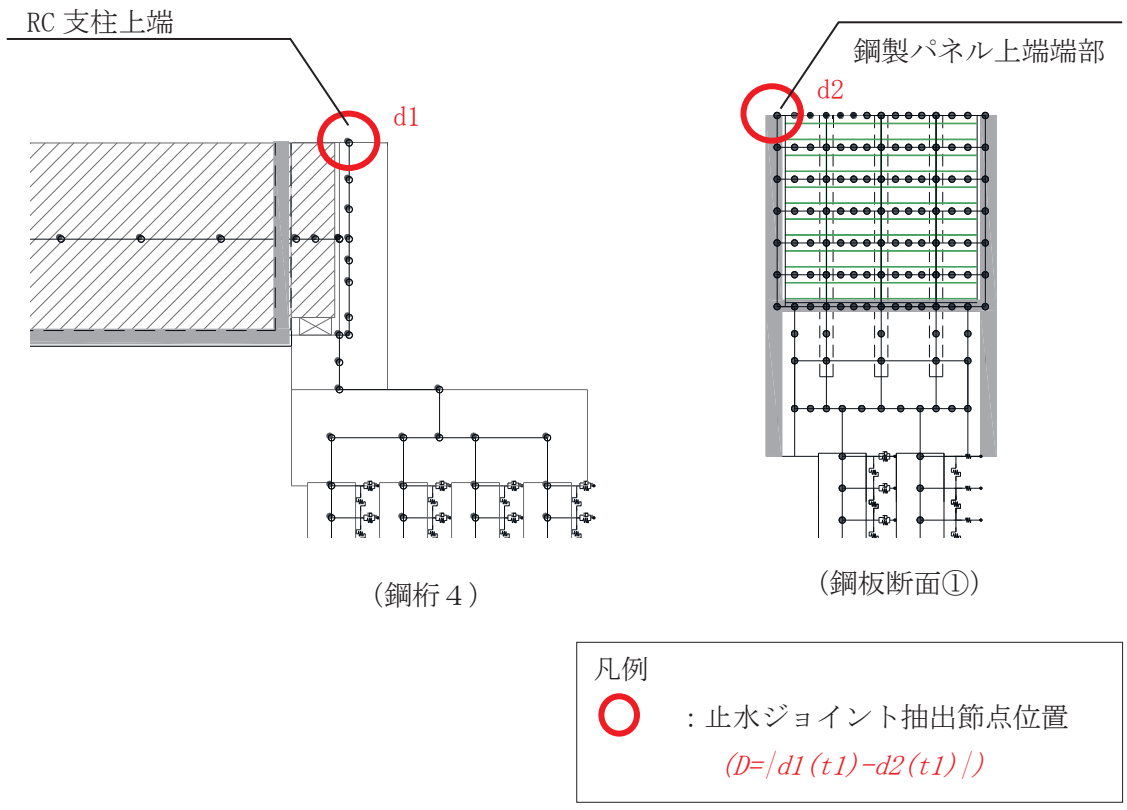 RC 支柱上端
d1
鋼製パネル上端端部
d2
(鋼桁４)
(鋼板断面①)
凡例
：止水ジョイント抽出節点位置
(D=|d1(t1)-d2(t1)|)